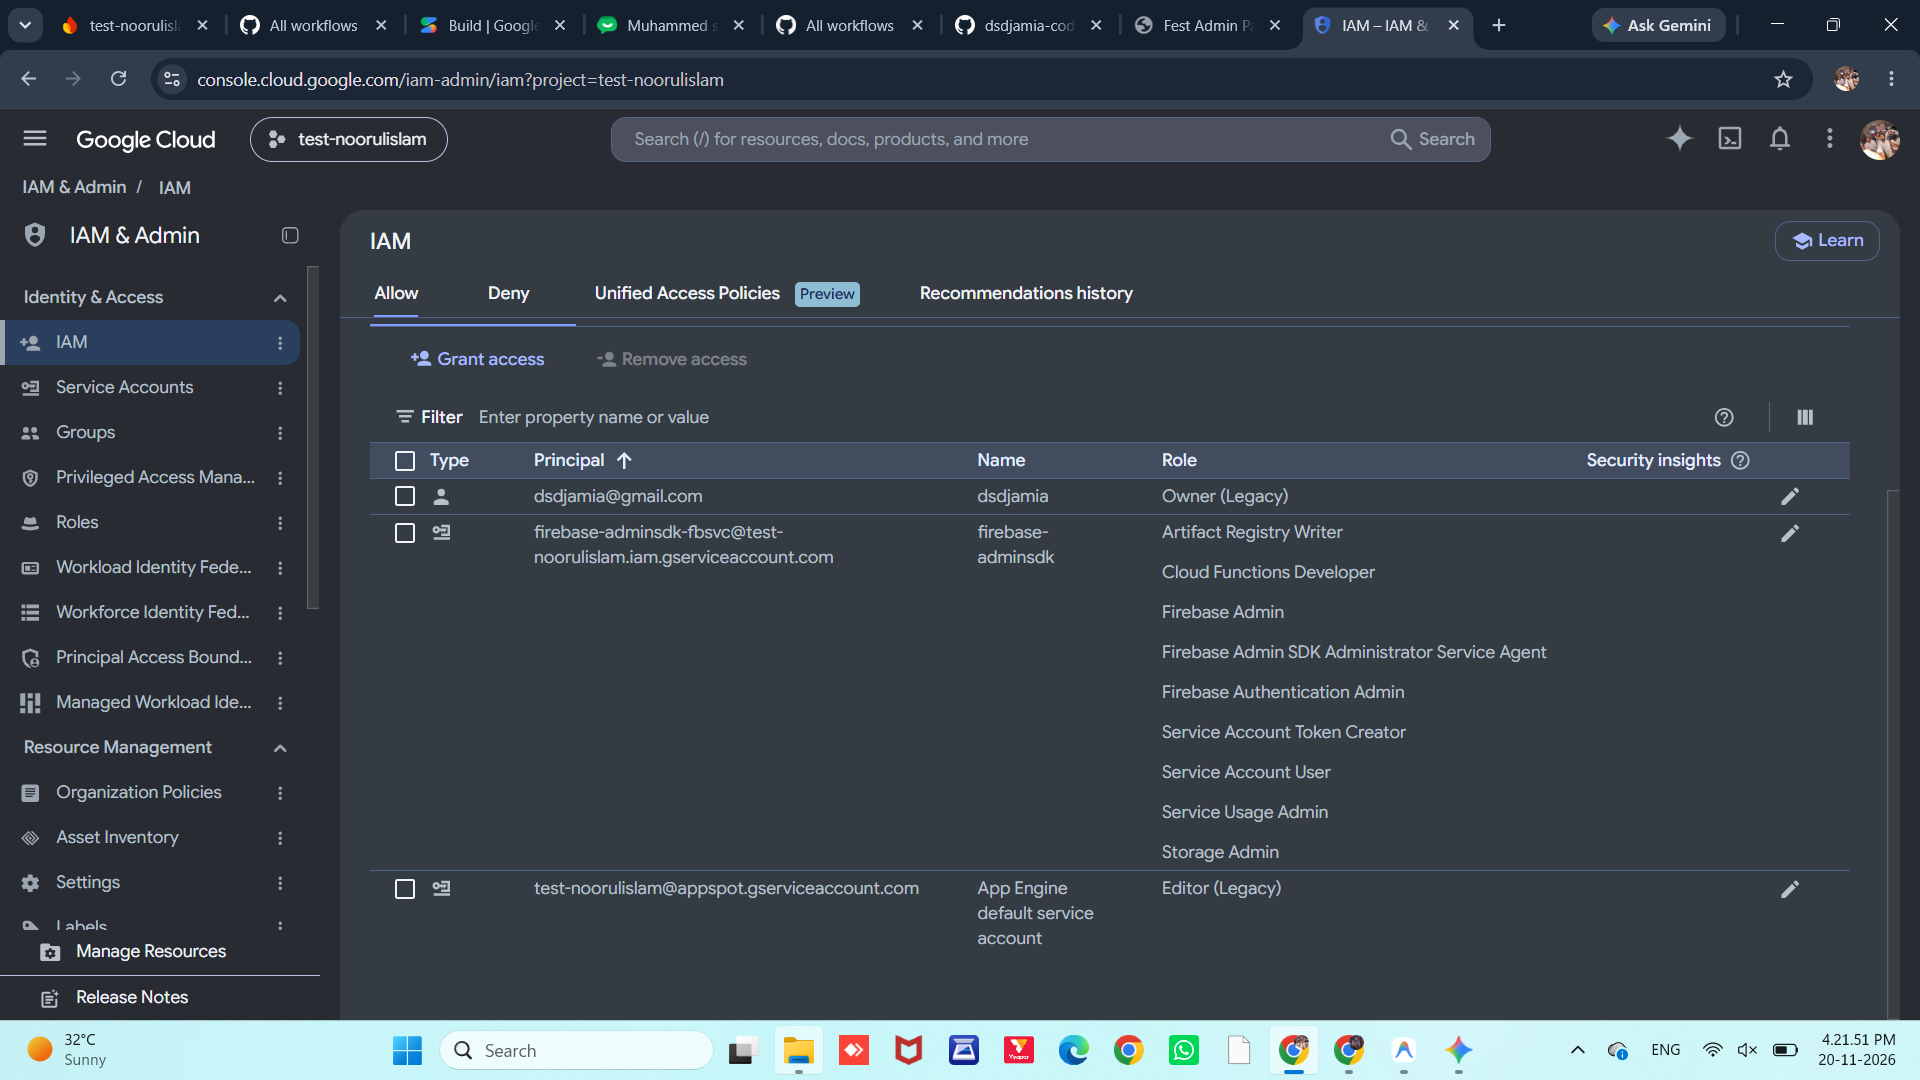 test-noorulisla
All workflows
Build | Google
Muhammed s
All workflows
dsdjamia-cod
Fest Admin Pa
IAM – IAM &
Ask Gemini
console.cloud.google.com/iam-admin/iam?project=test-noorulislam
Google Cloud
test-noorulislam
Search (/) for resources, docs, products, and more
Search
IAM & Admin / IAM
IAM & Admin
Identity & Access
IAM
Service Accounts
Groups
Privileged Access Mana...
Roles
Workload Identity Fede...
Workforce Identity Fed...
Principal Access Bound...
Managed Workload Ide...
Resource Management
Organization Policies
Asset Inventory
Settings
Labels
Manage Resources
Release Notes
IAM
Learn
Allow
Deny
Unified Access Policies
Preview
Recommendations history
Grant access
Remove access
Filter Enter property name or value
Type Principal Name Role Security insights
dsdjamia@gmail.com dsdjamia Owner (Legacy)
firebase-adminsdk-fbsvc@test- firebase- Artifact Registry Writer
noorulislam.iam.gserviceaccount.com adminsdk
Cloud Functions Developer
Firebase Admin
Firebase Admin SDK Administrator Service Agent
Firebase Authentication Admin
Service Account Token Creator
Service Account User
Service Usage Admin
Storage Admin
test-noorulislam@appspot.gserviceaccount.com App Engine Editor (Legacy)
default service
account
32°C
Sunny
Search
Vyapar
ENG
4.21.51 PM
20-11-2026